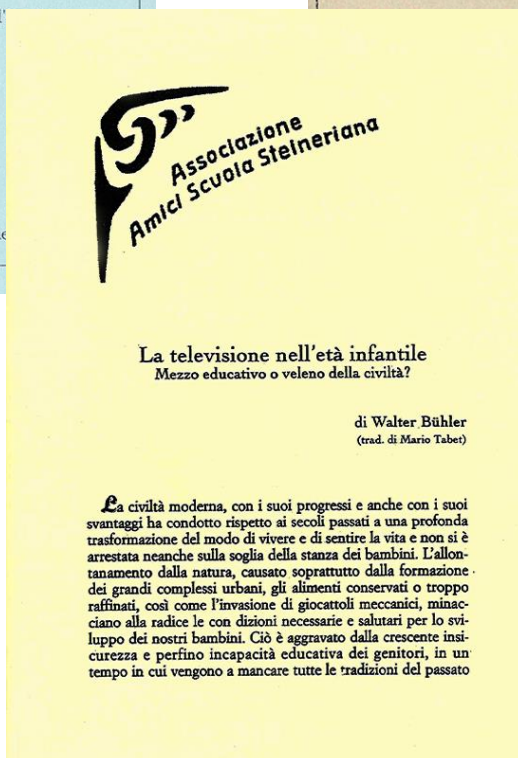 Associazione
Amici Scuola Steineriana
La televisione nell'età infantile
Mezzo educativo o veleno della civiltà?
di Walter Bühler
(trad. di Mario Tabet)
La civiltà moderna, con i suoi progressi e anche con i suoi
svantaggi ha condotto rispetto ai secoli passati a una profonda
trasformazione del modo di vivere e di sentire la vita e non si è
arrestata neanche sulla soglia della stanza dei bambini. L'allon-
tanamento dalla natura, causato soprattutto dalla formazione
dei grandi complessi urbani, gli alimenti conservati o troppo
raffinati, così come l'invasione di giocattoli meccanici, minac-
ciano alla radice le con dizioni necessarie e salutari per lo svi-
luppo dei nostri bambini. Ciò è aggravato dalla crescente insi-
curezza e perfino incapacità educativa dei genitori, in un
tempo in cui vengono a mancare tutte le tradizioni del passato